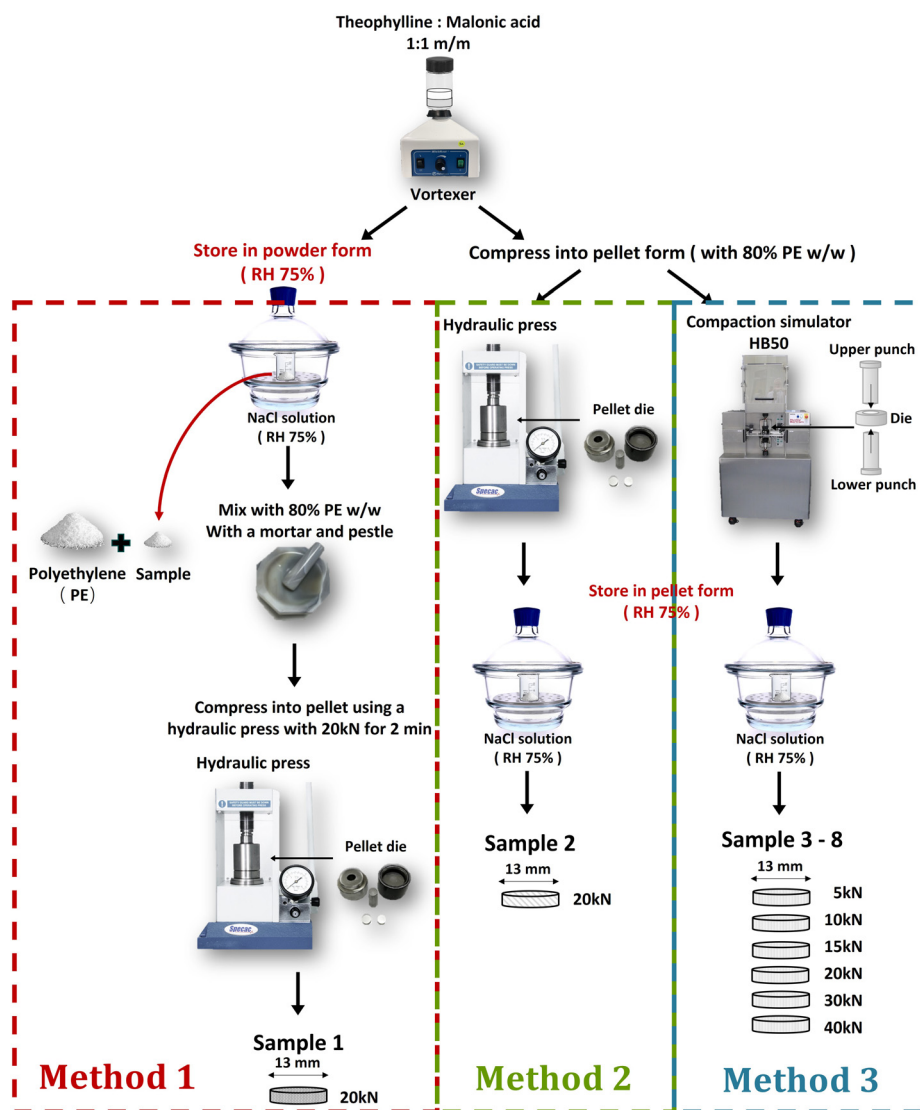 Theophylline : Malonic acid
1:1 m/m
Vortexer
Store in powder form
( RH 75% )
Compress into pellet form ( with 80% PE w/w )
NaCl solution
( RH 75% )
Mix with 80% PE w/w
With a mortar and pestle
Polyethylene
( PE )
Sample
Compress into pellet using a
hydraulic press with 20kN for 2 min
Hydraulic press
Pellet die
Specac
Sample 1
13 mm
20kN
Method 1
Hydraulic press
Pellet die
Specac
Store in pellet form
( RH 75% )
NaCl solution
( RH 75% )
Sample 2
13 mm
20kN
Method 2
Compaction simulator
HB50
Upper punch
Die
Lower punch
NaCl solution
( RH 75% )
Sample 3 - 8
13 mm
5kN
10kN
15kN
20kN
30kN
40kN
Method 3